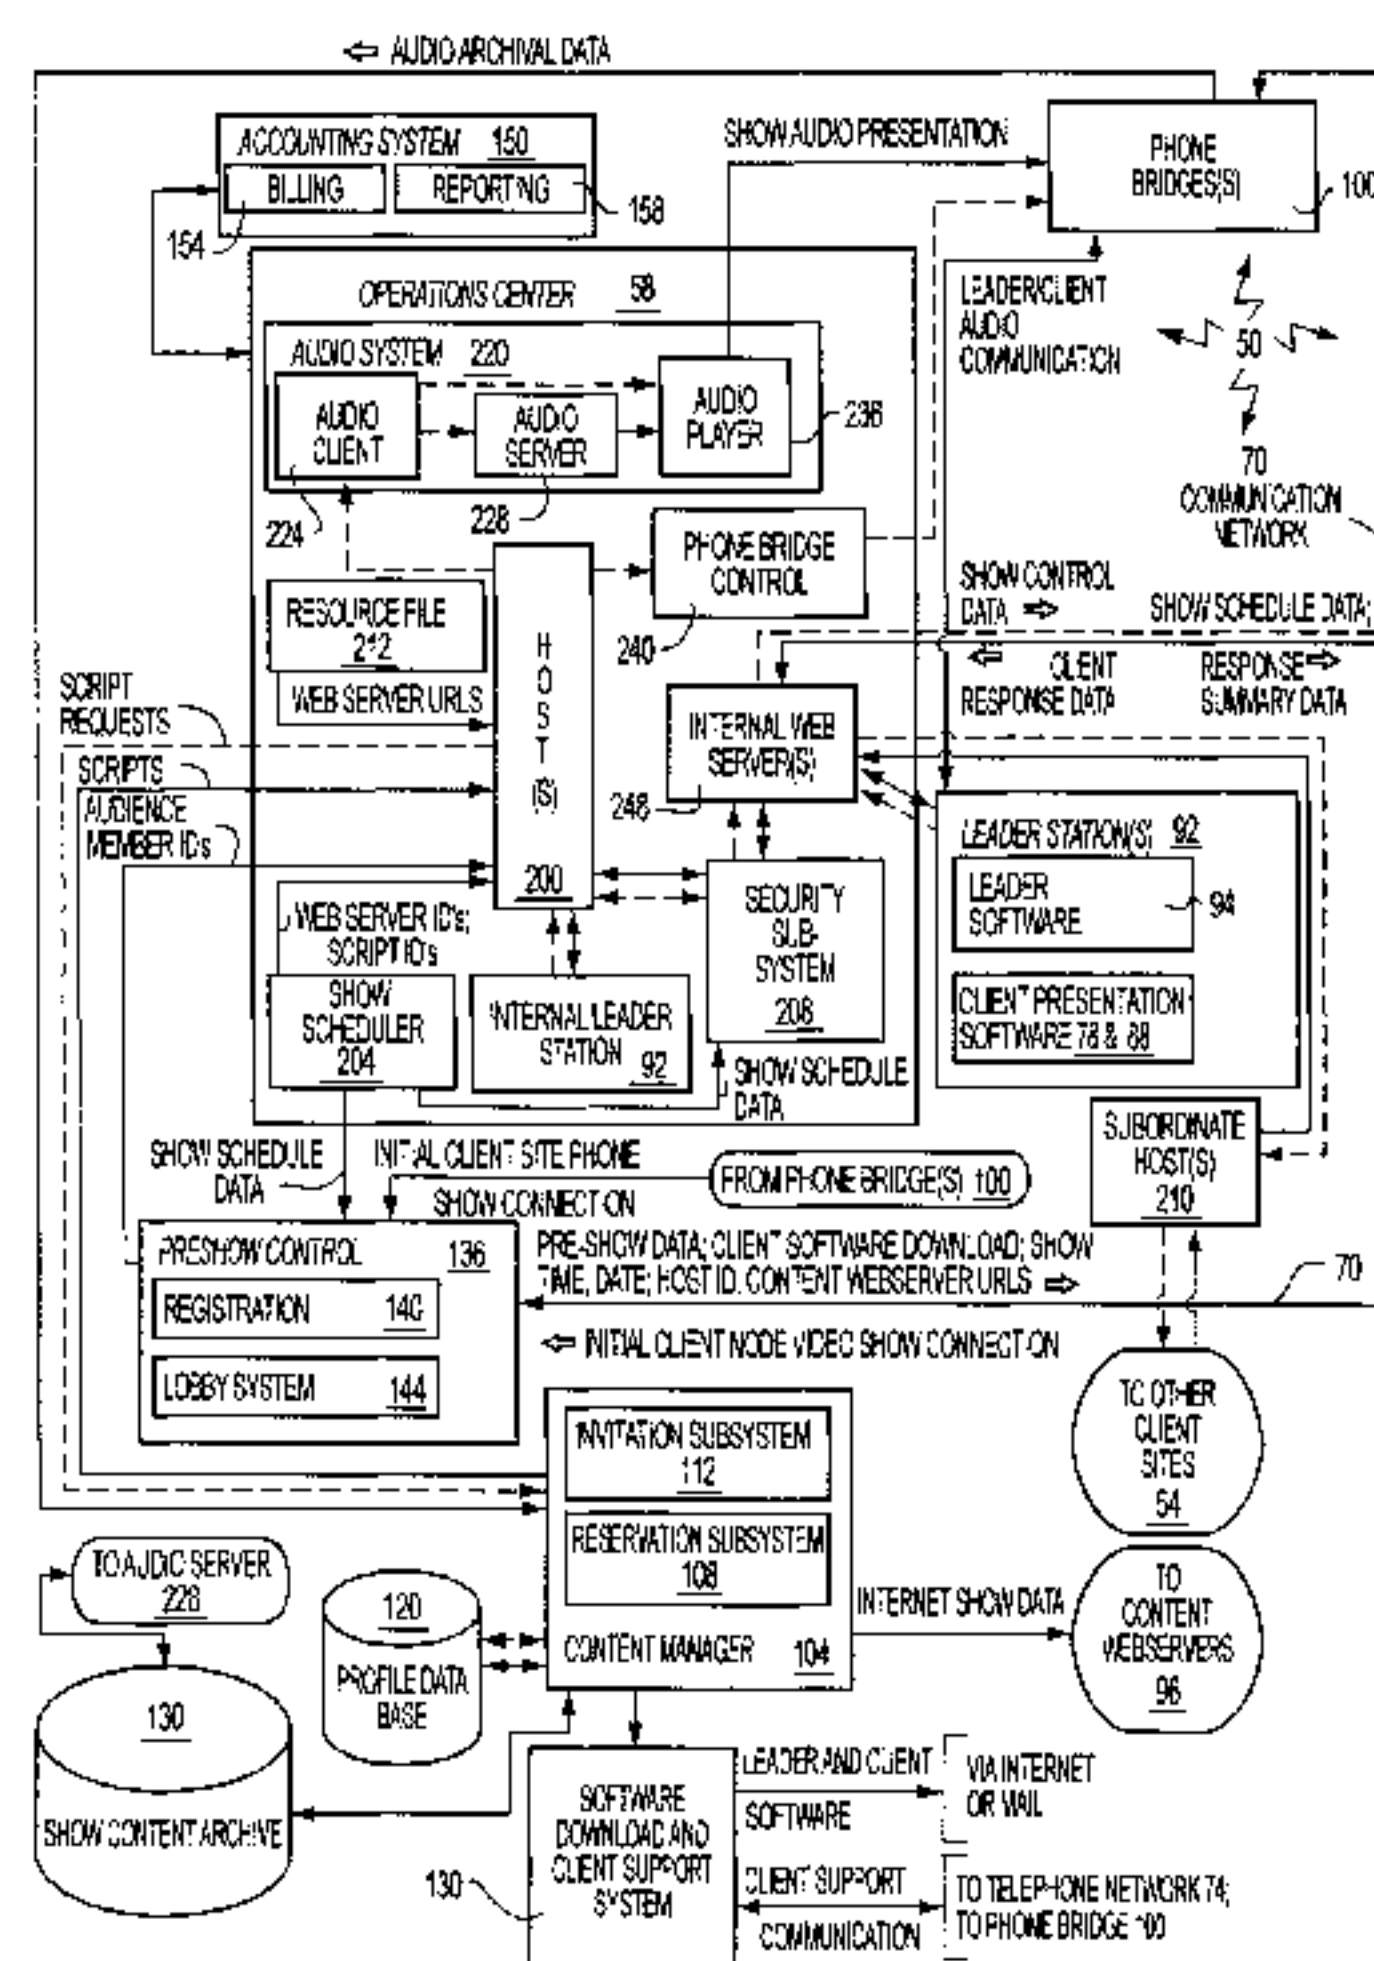 AUDIO ARCHIVAL DATA
ACCOUNTING SYSTEM 150
BILLING
REPORTING
154
158
SHOW AUDIO PRESENTATION
PHONE
BRIDGES(S)
100
OPERATIONS CENTER 58
AUDIO SYSTEM 220
AUDIO
CLIENT
224
AUDIO
SERVER
228
AUDIO
PLAYER
236
LEADER/CLIENT
AUDIO
COMMUNICATION
50
70
COMMUNICATION
NETWORK
PHONE BRIDGE
CONTROL
240
RESOURCE FILE
212
WEB SERVER URLS
HOST(S)
200
SHOW CONTROL
DATA
SHOW SCHEDULE DATA;
CLIENT
RESPONSE DATA
RESPONSE
SUMMARY DATA
SCRIPT
REQUESTS
SCRIPTS
AUDIENCE
MEMBER ID's
INTERNAL WEB
SERVER(S)
248
LEADER STATION(S) 92
LEADER
SOFTWARE
94
CLIENT PRESENTATION
SOFTWARE 78 & 88
WEB SERVER ID's;
SCRIPT ID's
SHOW
SCHEDULER
204
INTERNAL LEADER
STATION 92
SECURITY
SUB-
SYSTEM
208
SHOW SCHEDULE
DATA
SUBORDINATE
HOST(S)
210
SHOW SCHEDULE
DATA
INITIAL CLIENT SITE PHONE
SHOW CONNECTION
FROM PHONE BRIDGE(S) 100
PRESHOW CONTROL 136
REGISTRATION 140
LOBBY SYSTEM 144
PRE-SHOW DATA; CLIENT SOFTWARE DOWNLOAD; SHOW
TIME, DATE; HOST ID, CONTENT WEBSERVER URLS
70
INITIAL CLIENT NODE VIDEO SHOW CONNECTION
TO OTHER
CLIENT
SITES
54
INVITATION SUBSYSTEM
112
RESERVATION SUBSYSTEM
108
CONTENT MANAGER 104
INTERNET SHOW DATA
TO
CONTENT
WEBSERVERS
96
TO AUDIO SERVER
228
120
PROFILE DATA
BASE
130
SHOW CONTENT ARCHIVE
SOFTWARE
DOWNLOAD AND
CLIENT SUPPORT
SYSTEM
130
LEADER AND CLIENT
SOFTWARE
VIA INTERNET
OR MAIL
CLIENT SUPPORT
COMMUNICATION
TO TELEPHONE NETWORK 74;
TO PHONE BRIDGE 100